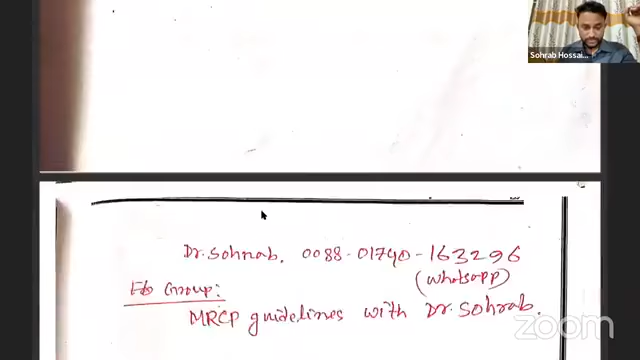 Sohrab Hossai...
Dr. Sohrab. 0088-01740-163296
(Whatsapp)
Fb Group:
MRCP guidelines with Dr. Sohrab.
zoom